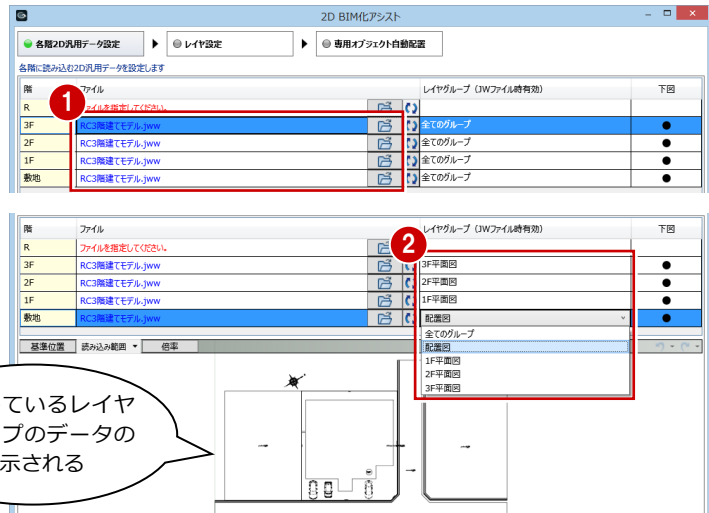 2D BIM化アシスト
各階2D汎用データ設定 ▶ レイヤ設定 ▶ 専用オブジェクト自動配置
各階に読み込む2D汎用データを設定します
階 ファイル レイヤグループ（JWファイル時有効） 下図
1
R ファイルを指定してください。
3F RC3階建てモデル.jww 全てのグループ ●
2F RC3階建てモデル.jww 全てのグループ ●
1F RC3階建てモデル.jww 全てのグループ ●
敷地 RC3階建てモデル.jww 全てのグループ ●
階 ファイル レイヤグループ（JWファイル時有効） 下図
2
R ファイルを指定してください。
3F RC3階建てモデル.jww 3F平面図 ●
2F RC3階建てモデル.jww 2F平面図 ●
1F RC3階建てモデル.jww 1F平面図 ●
敷地 RC3階建てモデル.jww 配置図 ●
全てのグループ
配置図
1F平面図
2F平面図
3F平面図
基準位置 読み込み範囲 倍率
ているレイヤ
プのデータの
示される